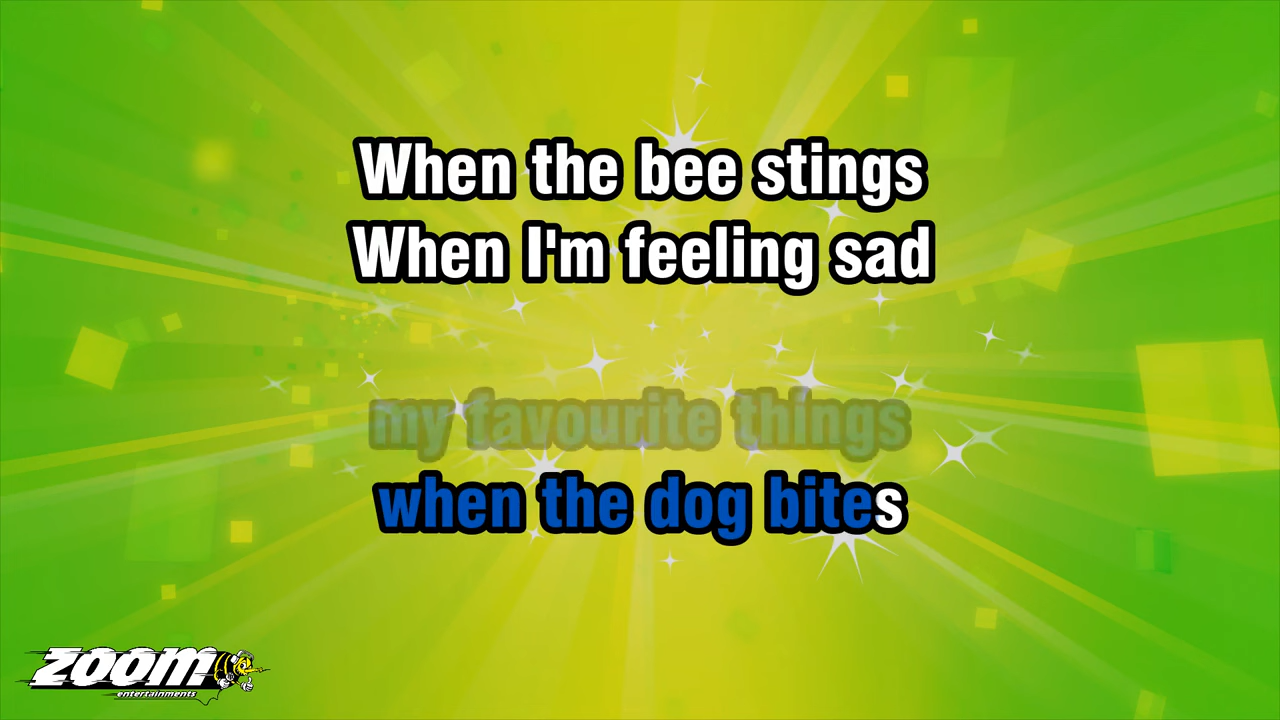 When the bee stings
When I'm feeling sad
my favourite things
when the dog bites
ZOOM
entertainments